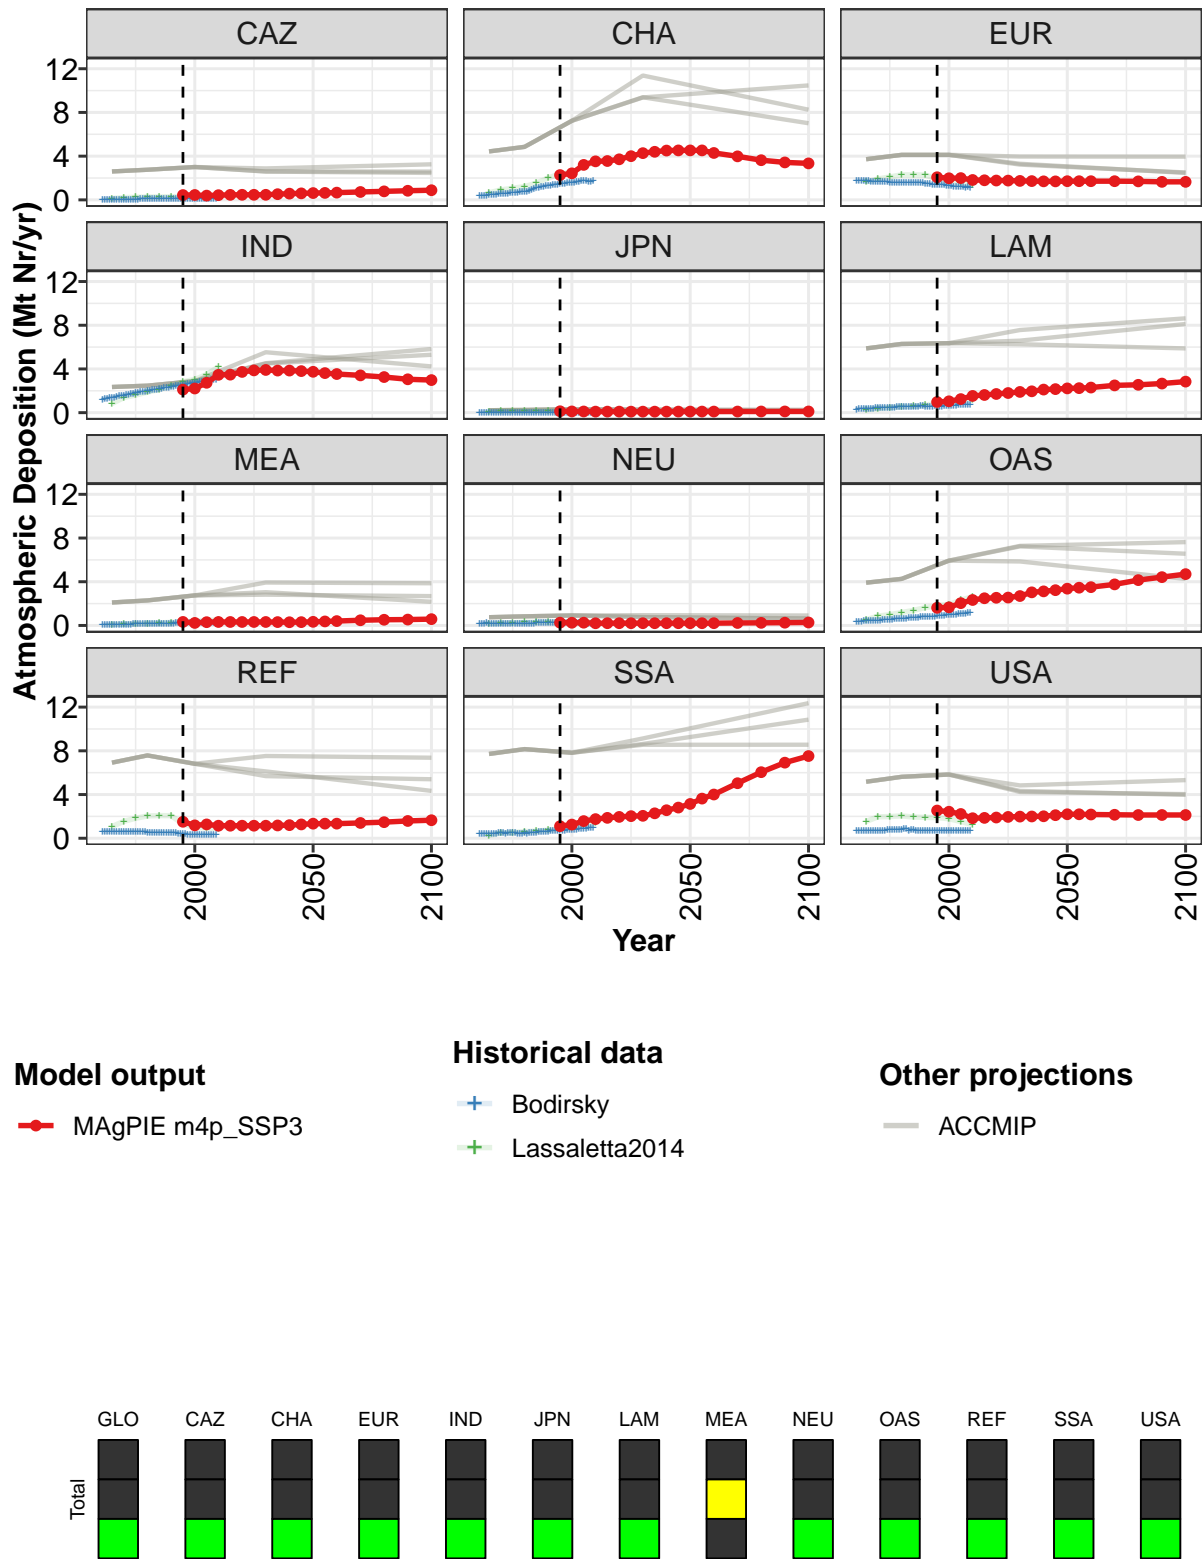 CAZ CHA EUR
12
8
4
0
IND JPN LAM
12
8
4
0
MEA NEU OAS
12
8
4
0
REF SSA USA
12
8
4
0
Atmospheric Deposition (Mt Nr/yr)
2000 2050 2100 2000 2050 2100 2000 2050 2100
Year
Model output
MAgPIE m4p_SSP3
Historical data
Bodirsky
Lassaletta2014
Other projections
ACCMIP
GLO CAZ CHA EUR IND JPN LAM MEA NEU OAS REF SSA USA
Total